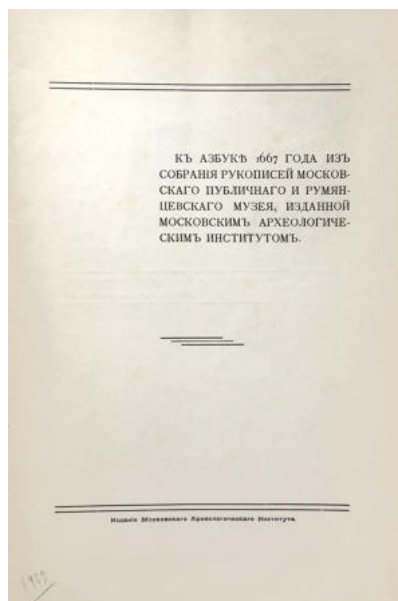 КЪ АЗБУКѢ 1667 ГОДА ИЗЪ
СОБРАНІЯ РУКОПИСЕЙ МОСКОВ-
СКАГО ПУБЛИЧНАГО И РУМЯН-
ЦЕВСКАГО МУЗЕЯ, ИЗДАННОЙ
МОСКОВСКИМЪ АРХЕОЛОГИЧЕ-
СКИМЪ ИНСТИТУТОМЪ.
Изданіе Московскаго Археологическаго Института.